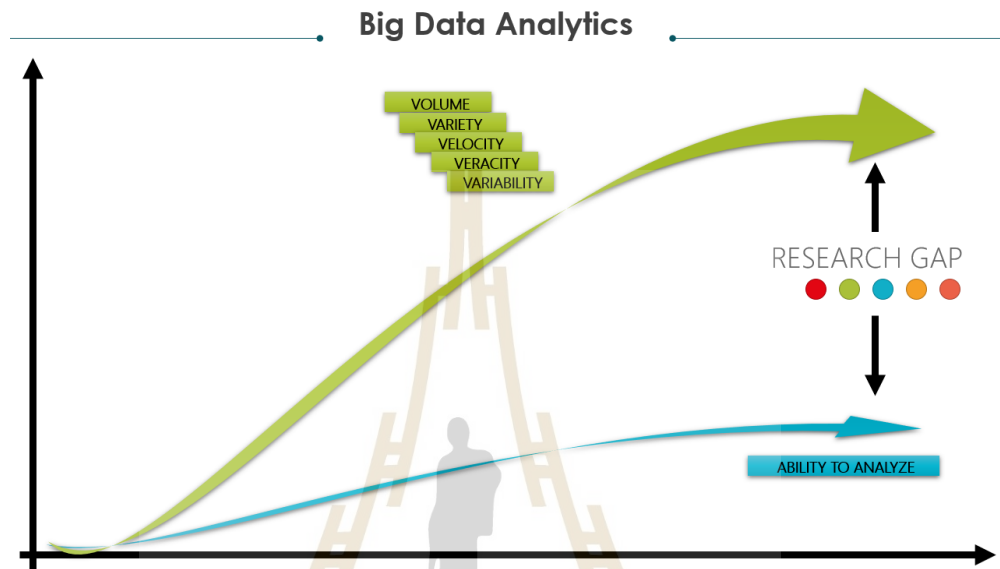 Big Data Analytics
VOLUME
VARIETY
VELOCITY
VERACITY
VARIABILITY
RESEARCH GAP
ABILITY TO ANALYZE